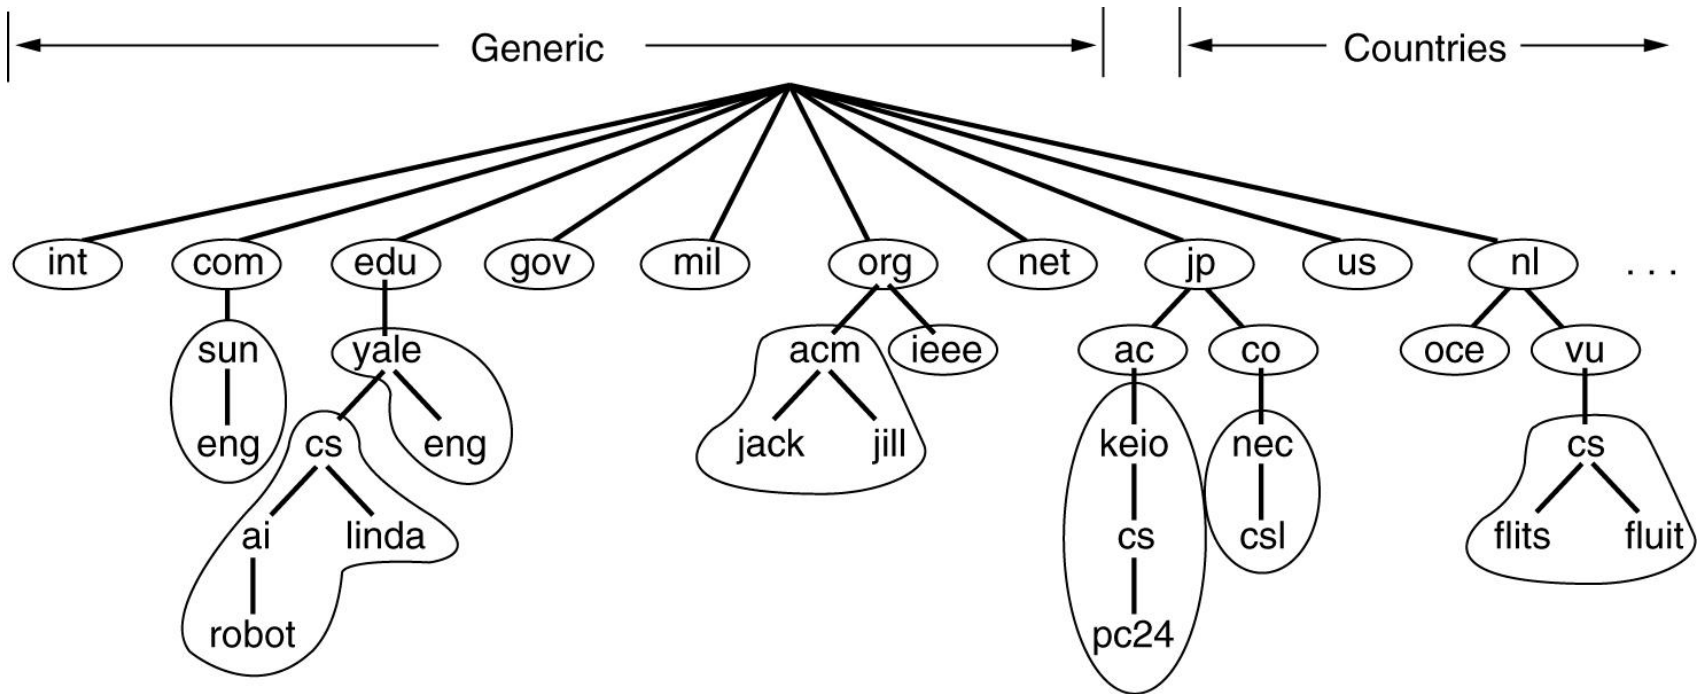 Generic Countries
int com edu gov mil org net jp us nl . . .
sun yale acm ieee ac co oce vu
eng cs eng jack jill keio nec cs
ai linda cs csl flits fluit
robot pc24